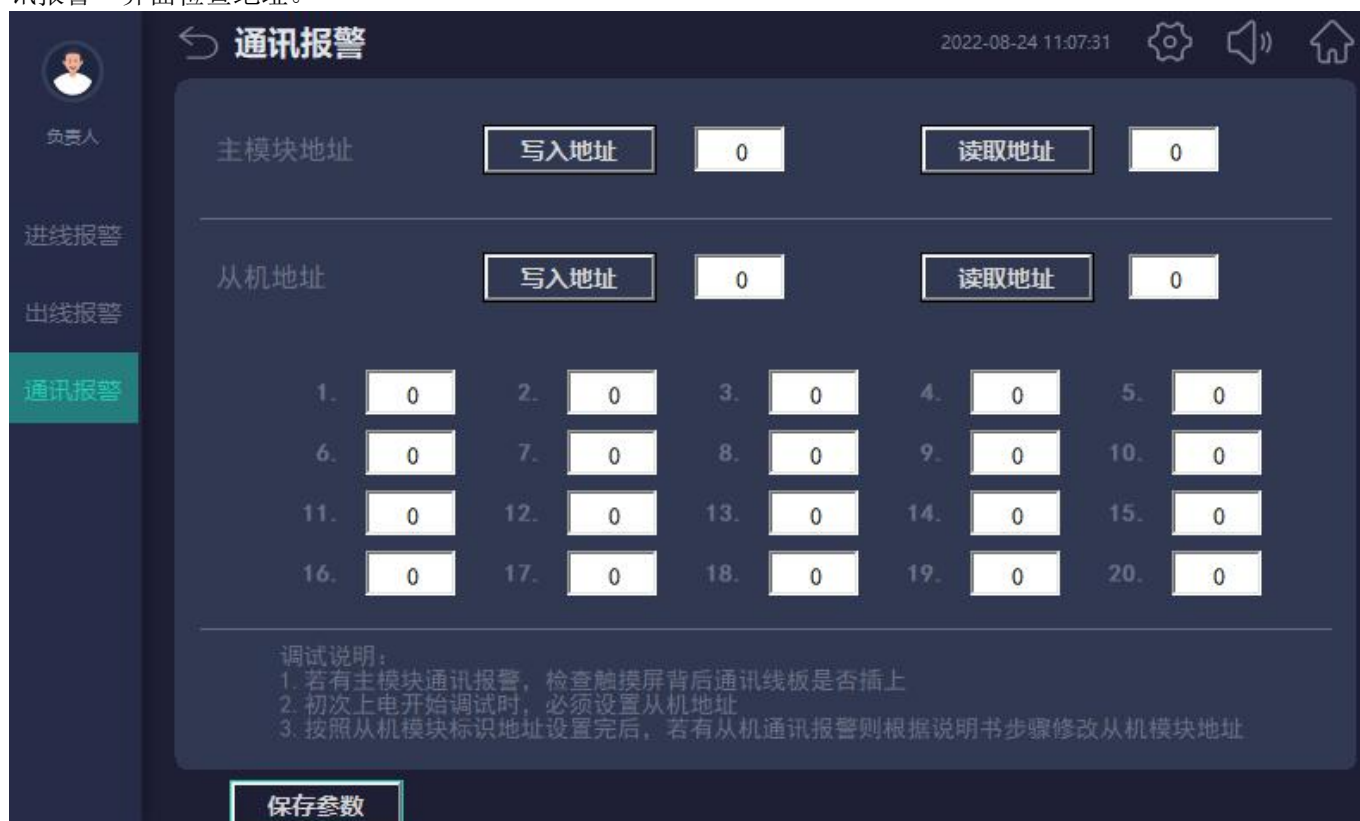 通讯报警 2022-08-24 11:07:31
负责人
进线报警
出线报警
通讯报警
主模块地址 写入地址 0 读取地址 0
从机地址 写入地址 0 读取地址 0
1. 0 2. 0 3. 0 4. 0 5. 0
6. 0 7. 0 8. 0 9. 0 10. 0
11. 0 12. 0 13. 0 14. 0 15. 0
16. 0 17. 0 18. 0 19. 0 20. 0
调试说明:
1. 若有主模块通讯报警，检查触摸屏背后通讯线板是否插上
2. 初次上电开始调试时，必须设置从机地址
3. 按照从机模块标识地址设置完后，若有从机通讯报警则根据说明书步骤修改从机模块地址
保存参数